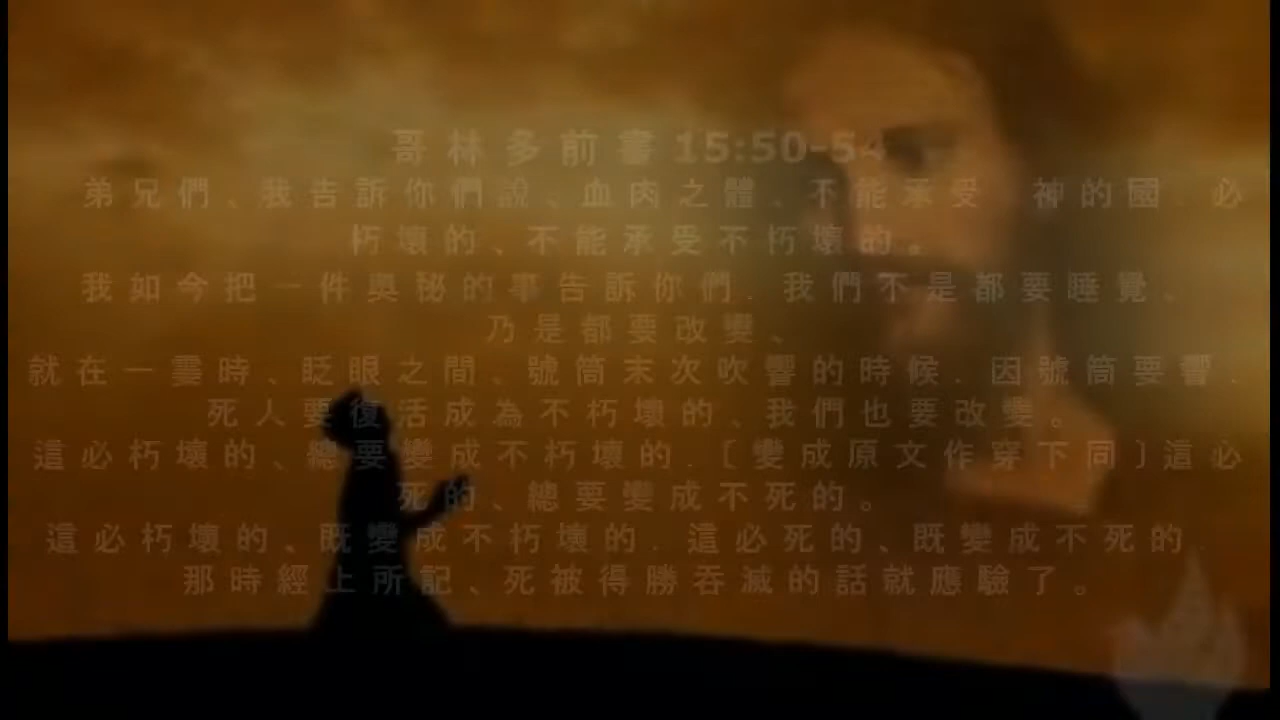 哥林多前書 15:50-54
弟兄們、我告訴你們說、血肉之體、不能承受 神的國．必
朽壞的、不能承受不朽壞的。
我如今把一件奧秘的事告訴你們．我們不是都要睡覺、
乃是都要改變、
就在一霎時、眨眼之間、號筒末次吹響的時候．因號筒要響．
死人要復活成為不朽壞的、我們也要改變。
這必朽壞的、總要變成不朽壞的．〔變成原文作穿下同〕這必
死的、總要變成不死的。
這必朽壞的、既變成不朽壞的．這必死的、既變成不死的．
那時經上所記、死被得勝吞滅的話就應驗了。